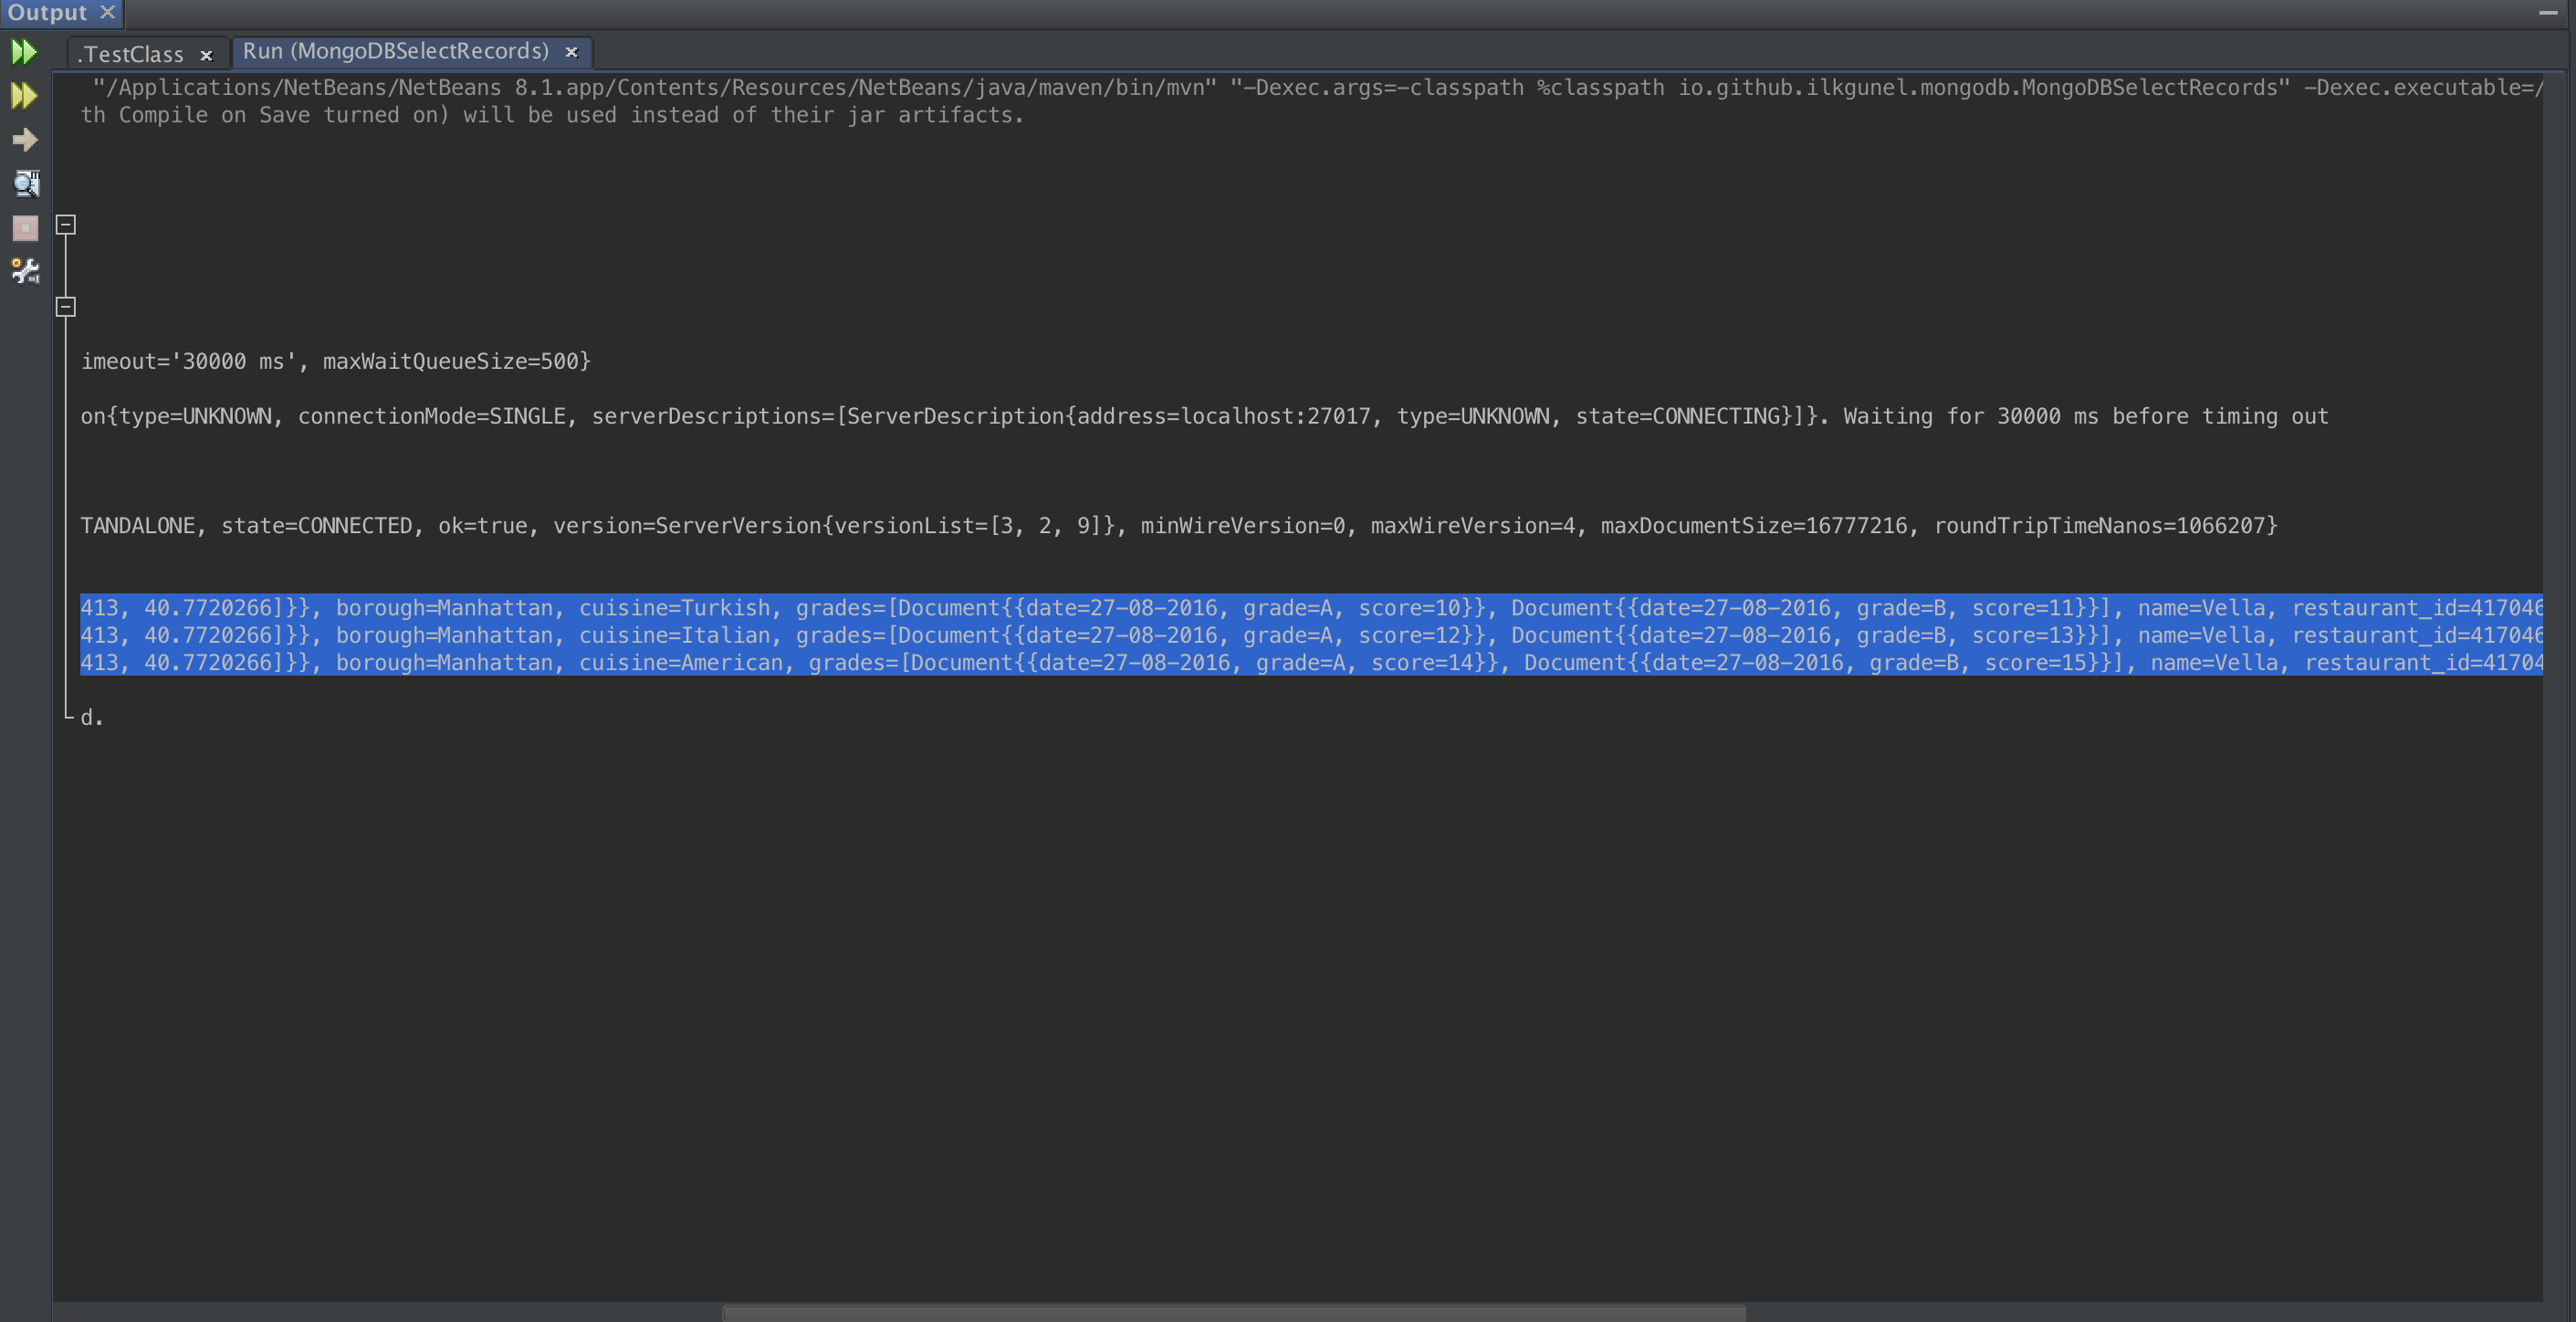 Output
.TestClass
Run (MongoDBSelectRecords)
"/Applications/NetBeans/NetBeans 8.1.app/Contents/Resources/NetBeans/java/maven/bin/mvn" "-Dexec.args=-classpath %classpath io.github.ilkgunel.mongodb.MongoDBSelectRecords" -Dexec.executable=/
th Compile on Save turned on) will be used instead of their jar artifacts.
imeout='30000 ms', maxWaitQueueSize=500}
on{type=UNKNOWN, connectionMode=SINGLE, serverDescriptions=[ServerDescription{address=localhost:27017, type=UNKNOWN, state=CONNECTING}]}. Waiting for 30000 ms before timing out
TANDALONE, state=CONNECTED, ok=true, version=ServerVersion{versionList=[3, 2, 9]}, minWireVersion=0, maxWireVersion=4, maxDocumentSize=16777216, roundTripTimeNanos=1066207}
413, 40.7720266]}}, borough=Manhattan, cuisine=Turkish, grades=[Document{{date=27-08-2016, grade=A, score=10}}, Document{{date=27-08-2016, grade=B, score=11}}], name=Vella, restaurant_id=417046
413, 40.7720266]}}, borough=Manhattan, cuisine=Italian, grades=[Document{{date=27-08-2016, grade=A, score=12}}, Document{{date=27-08-2016, grade=B, score=13}}], name=Vella, restaurant_id=417046
413, 40.7720266]}}, borough=Manhattan, cuisine=American, grades=[Document{{date=27-08-2016, grade=A, score=14}}, Document{{date=27-08-2016, grade=B, score=15}}], name=Vella, restaurant_id=41704
d.